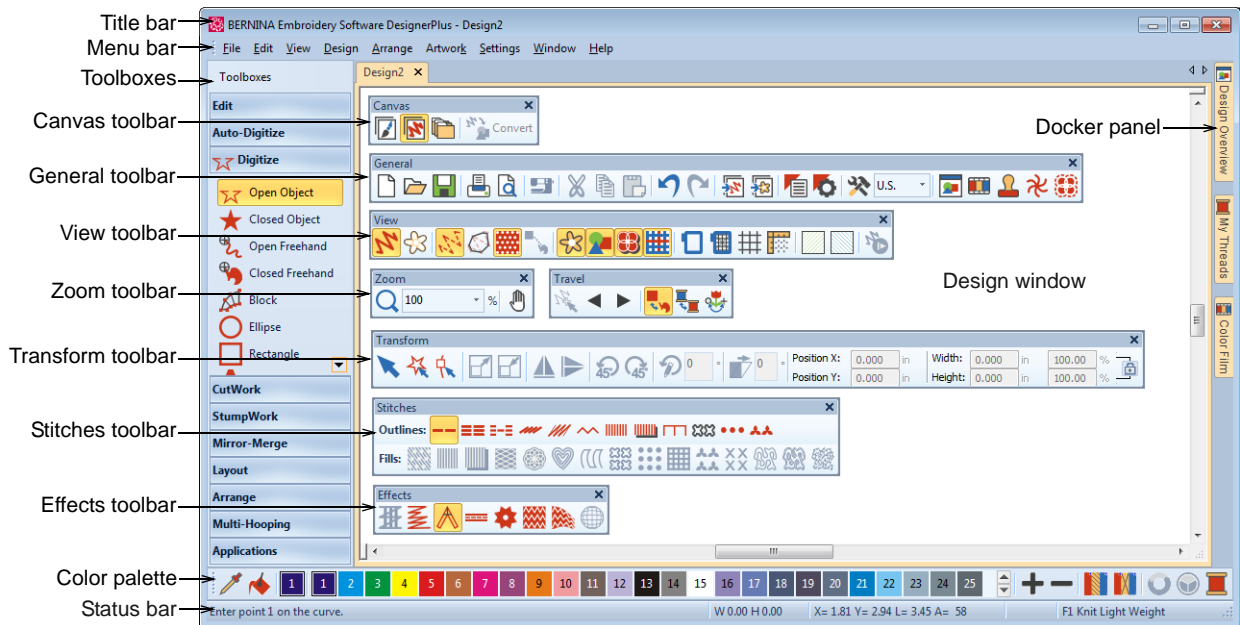 Title bar
BERNINA Embroidery Software DesignerPlus - Design2
Menu bar
File Edit View Design Arrange Artwork Settings Window Help
Toolboxes
Toolboxes
Design2
Edit
Auto-Digitize
Digitize
Open Object
Closed Object
Open Freehand
Closed Freehand
Block
Ellipse
Rectangle
CutWork
StumpWork
Mirror-Merge
Layout
Arrange
Multi-Hooping
Applications
Canvas toolbar
Canvas
Convert
Docker panel
Design Overview
My Threads
Color Film
General toolbar
General
U.S.
View toolbar
View
Zoom toolbar
Zoom
100 %
Travel
Design window
Transform toolbar
Transform
45 45 0 ° 0 °
Position X: 0.000 in Width: 0.000 in 100.00 %
Position Y: 0.000 in Height: 0.000 in 100.00 %
Stitches toolbar
Stitches
Outlines:
Fills:
Effects toolbar
Effects
Color palette
1 1 2 3 4 5 6 7 8 9 10 11 12 13 14 15 16 17 18 19 20 21 22 23 24 25
Status bar
Enter point 1 on the curve.
W 0.00 H 0.00
X= 1.81 Y= 2.94 L= 3.45 A= 58
F1 Knit Light Weight